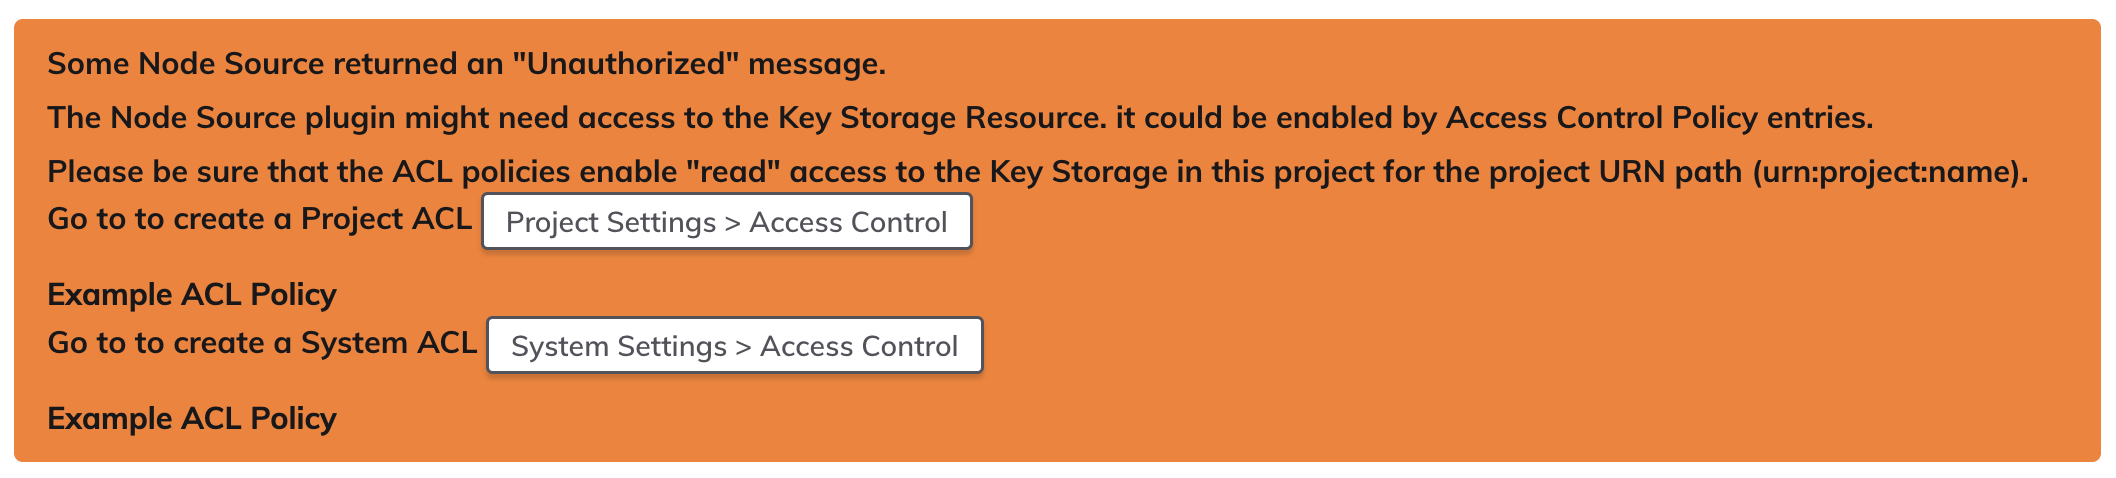 Some Node Source returned an "Unauthorized" message.
The Node Source plugin might need access to the Key Storage Resource. it could be enabled by Access Control Policy entries.
Please be sure that the ACL policies enable "read" access to the Key Storage in this project for the project URN path (urn:project:name).
Go to to create a Project ACL Project Settings > Access Control
Example ACL Policy
Go to to create a System ACL System Settings > Access Control
Example ACL Policy